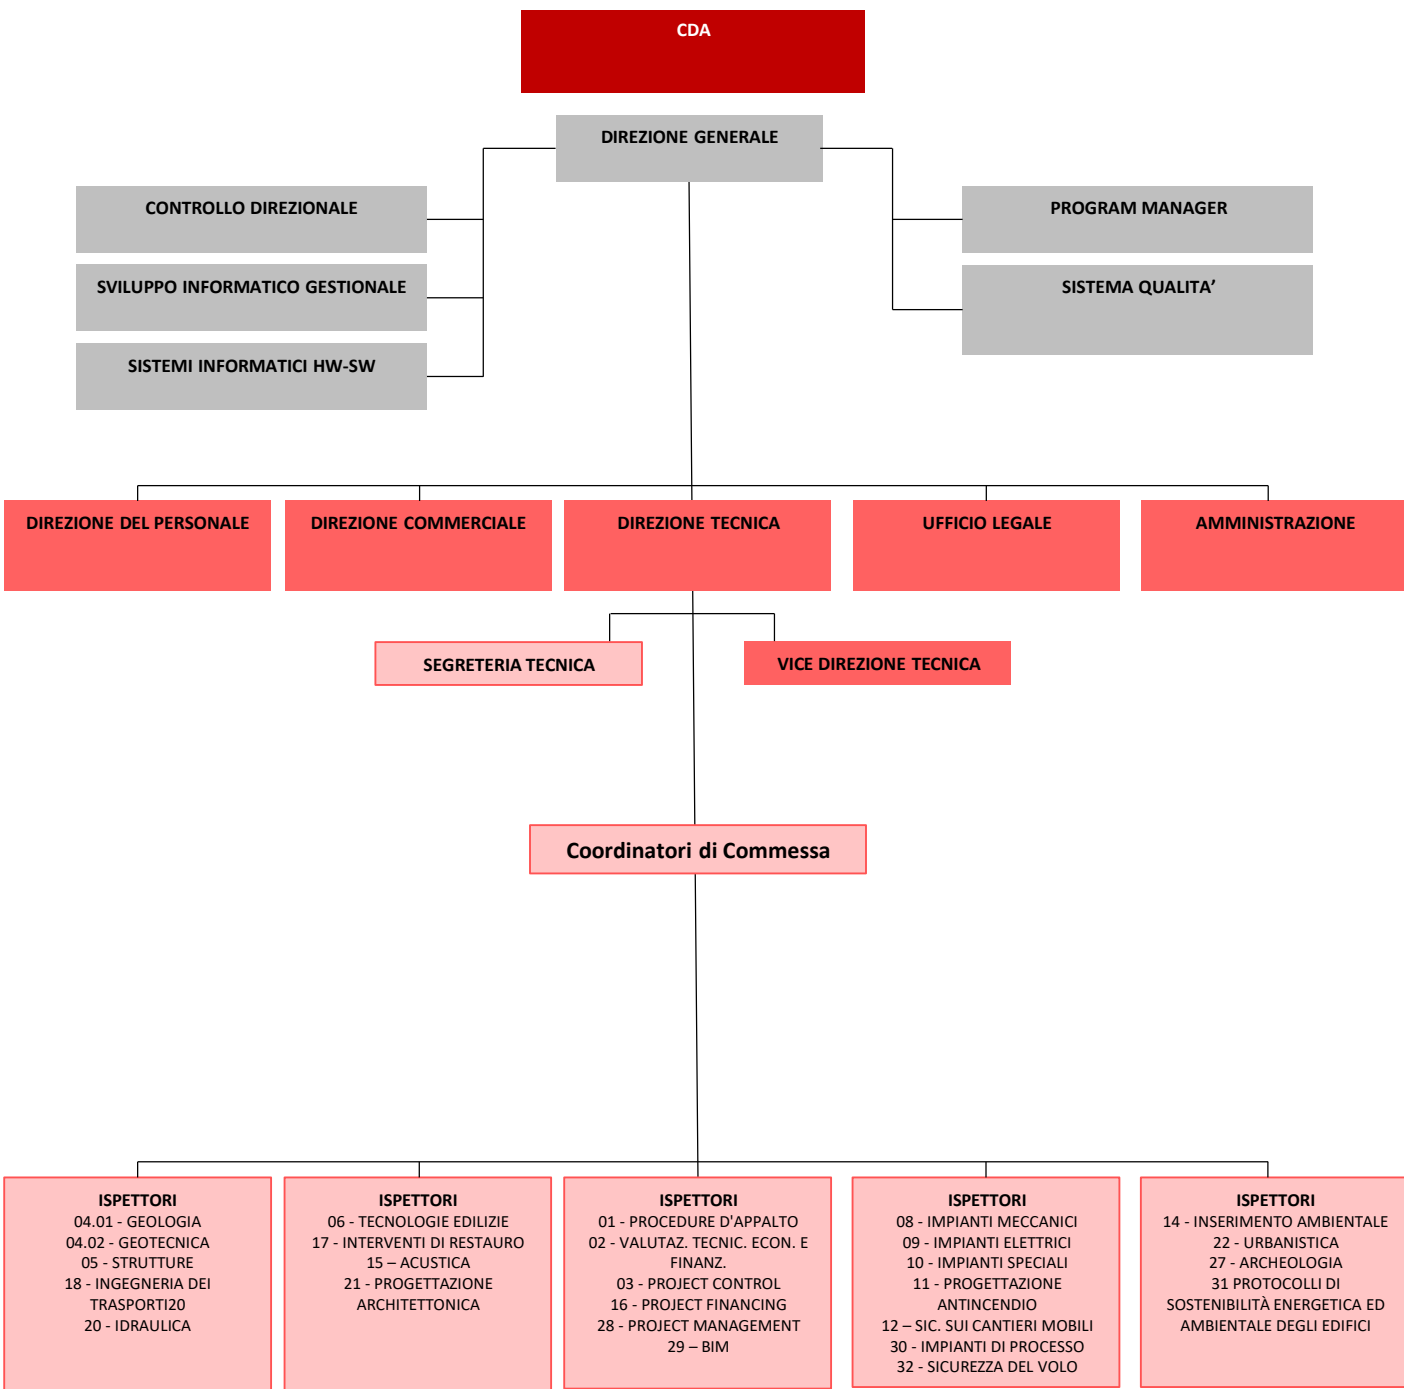 CDA
DIREZIONE GENERALE
CONTROLLO DIREZIONALE
PROGRAM MANAGER
SVILUPPO INFORMATICO GESTIONALE
SISTEMA QUALITA’
SISTEMI INFORMATICI HW-SW
DIREZIONE DEL PERSONALE
DIREZIONE COMMERCIALE
DIREZIONE TECNICA
UFFICIO LEGALE
AMMINISTRAZIONE
SEGRETERIA TECNICA
VICE DIREZIONE TECNICA
Coordinatori di Commessa
ISPETTORI
04.01 - GEOLOGIA
04.02 - GEOTECNICA
05 - STRUTTURE
18 - INGEGNERIA DEI
TRASPORTI20
20 - IDRAULICA
ISPETTORI
06 - TECNOLOGIE EDILIZIE
17 - INTERVENTI DI RESTAURO
15 – ACUSTICA
21 - PROGETTAZIONE
ARCHITETTONICA
ISPETTORI
01 - PROCEDURE D'APPALTO
02 - VALUTAZ. TECNIC. ECON. E
FINANZ.
03 - PROJECT CONTROL
16 - PROJECT FINANCING
28 - PROJECT MANAGEMENT
29 – BIM
ISPETTORI
08 - IMPIANTI MECCANICI
09 - IMPIANTI ELETTRICI
10 - IMPIANTI SPECIALI
11 - PROGETTAZIONE
ANTINCENDIO
12 – SIC. SUI CANTIERI MOBILI
30 - IMPIANTI DI PROCESSO
32 - SICUREZZA DEL VOLO
ISPETTORI
14 - INSERIMENTO AMBIENTALE
22 - URBANISTICA
27 - ARCHEOLOGIA
31 PROTOCOLLI DI
SOSTENIBILITÀ ENERGETICA ED
AMBIENTALE DEGLI EDIFICI